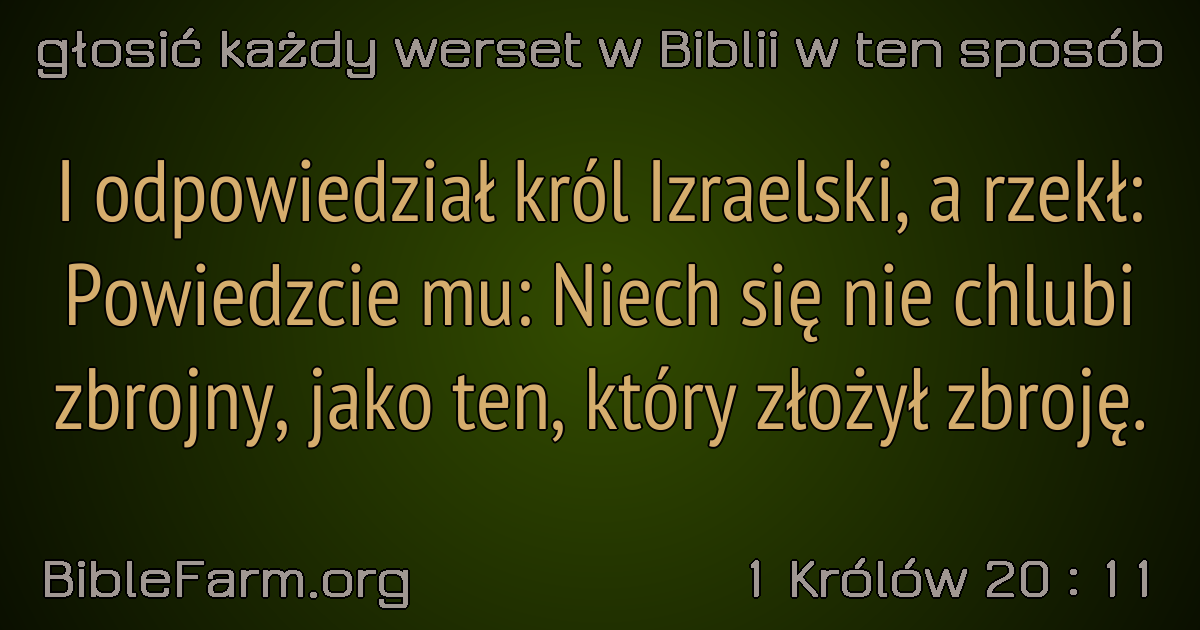 głosić każdy werset w Biblii w ten sposób
I odpowiedział król Izraelski, a rzekł:
Powiedzcie mu: Niech się nie chlubi
zbrojny, jako ten, który złożył zbroję.
BibleFarm.org
1 Królów 20 : 11